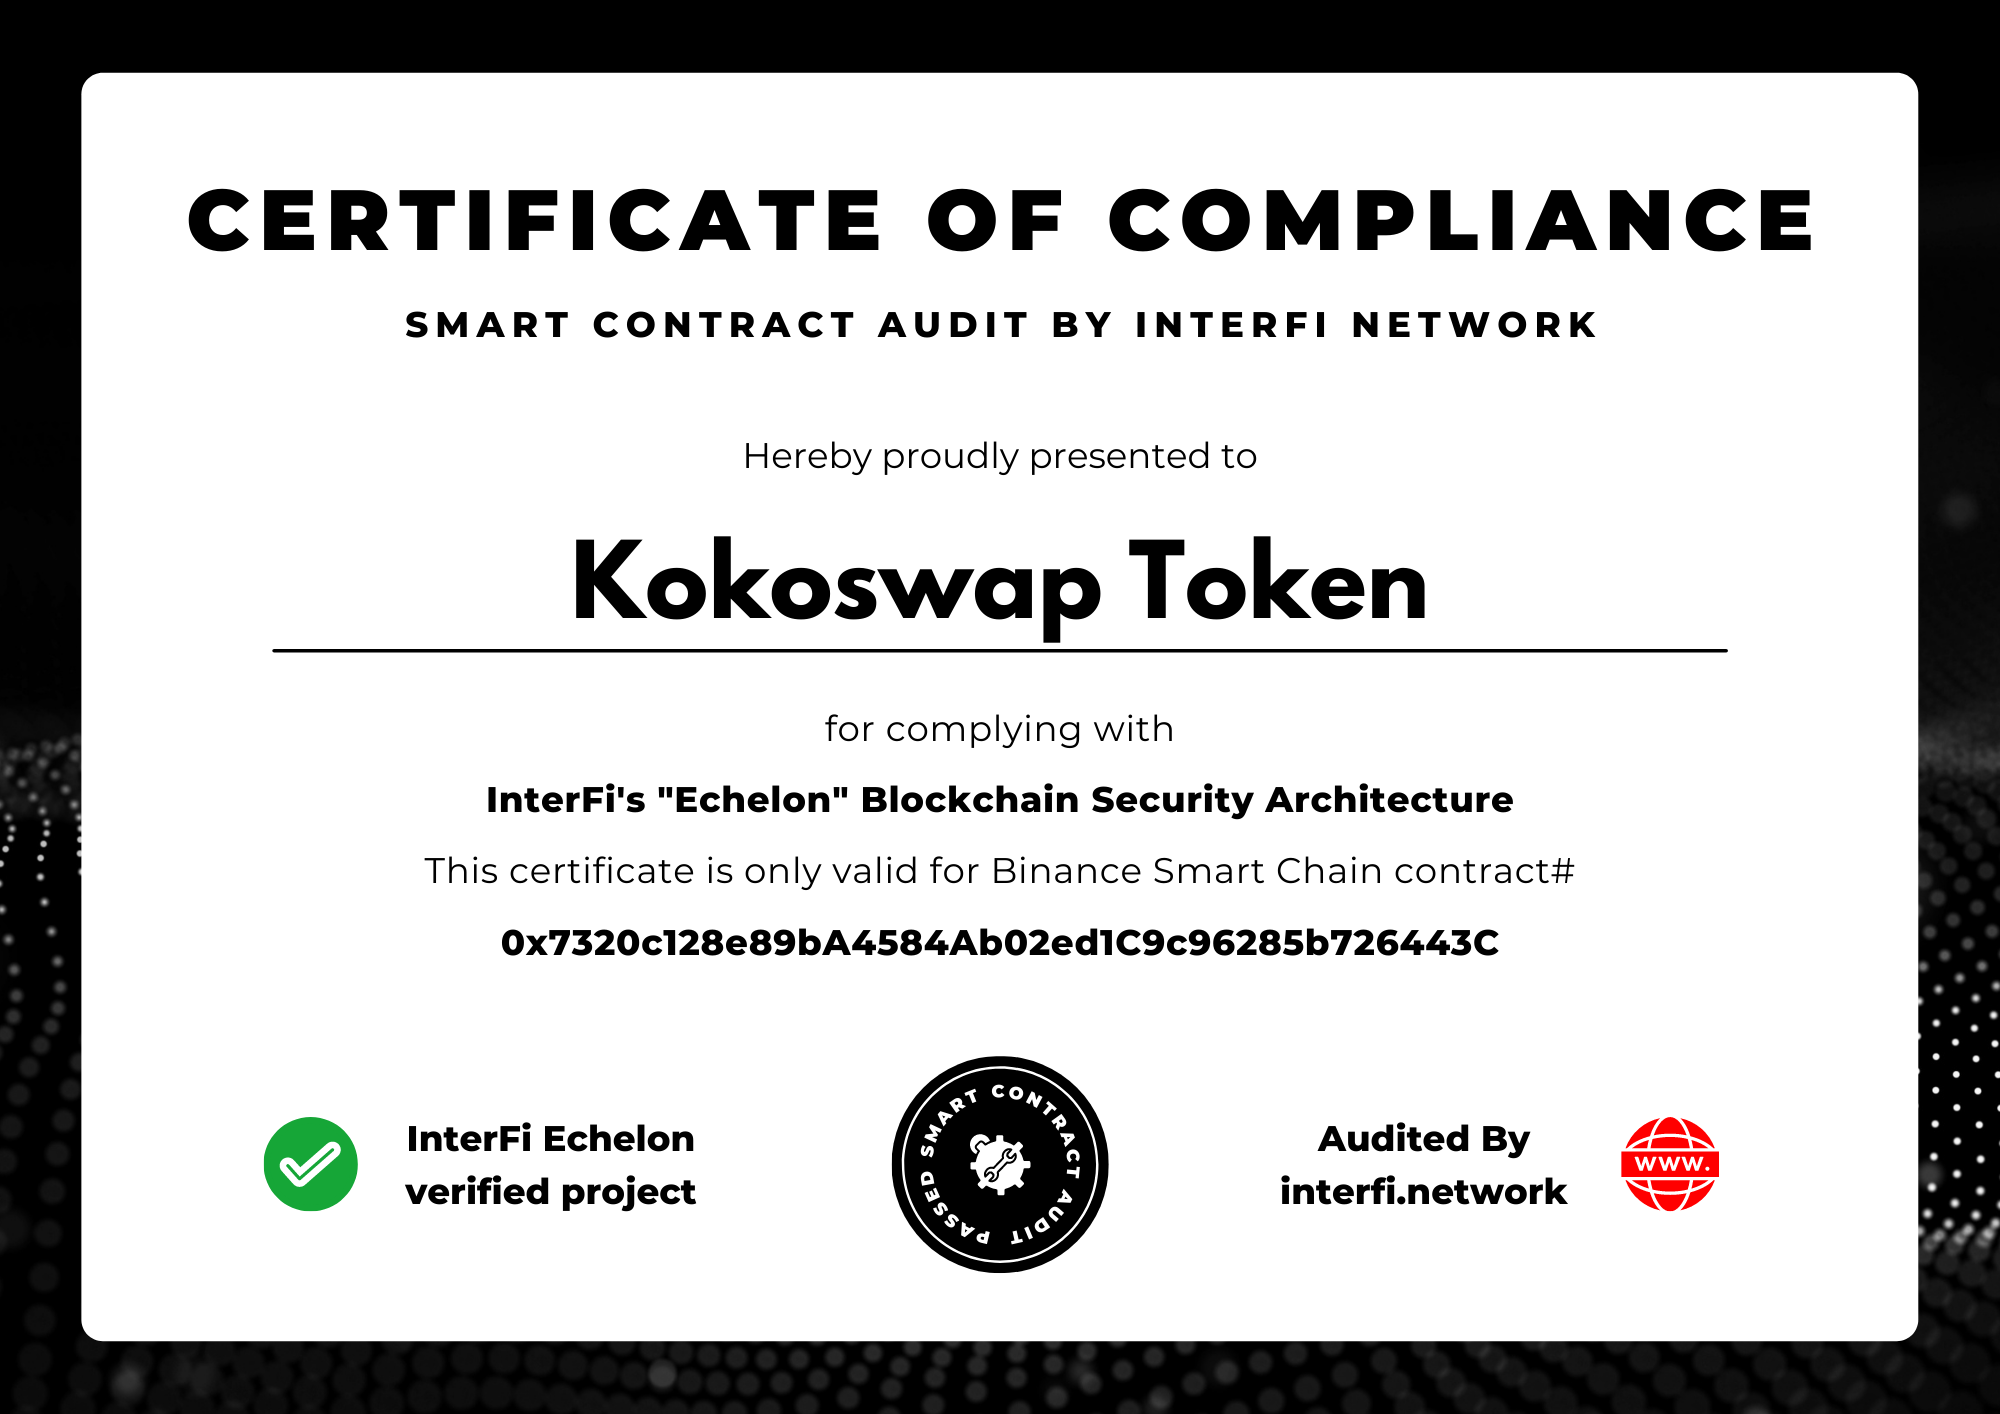 CERTIFICATE OF COMPLIANCE
SMART CONTRACT AUDIT BY INTERFI NETWORK
Hereby proudly presented to
Kokoswap Token
for complying with
InterFi's "Echelon" Blockchain Security Architecture
This certificate is only valid for Binance Smart Chain contract#
0x7320c128e89bA4584Ab02ed1C9c96285b726443C
InterFi Echelon
verified project
SMART CONTRACT AUDIT PASSED
Audited By
interfi.network
WWW.